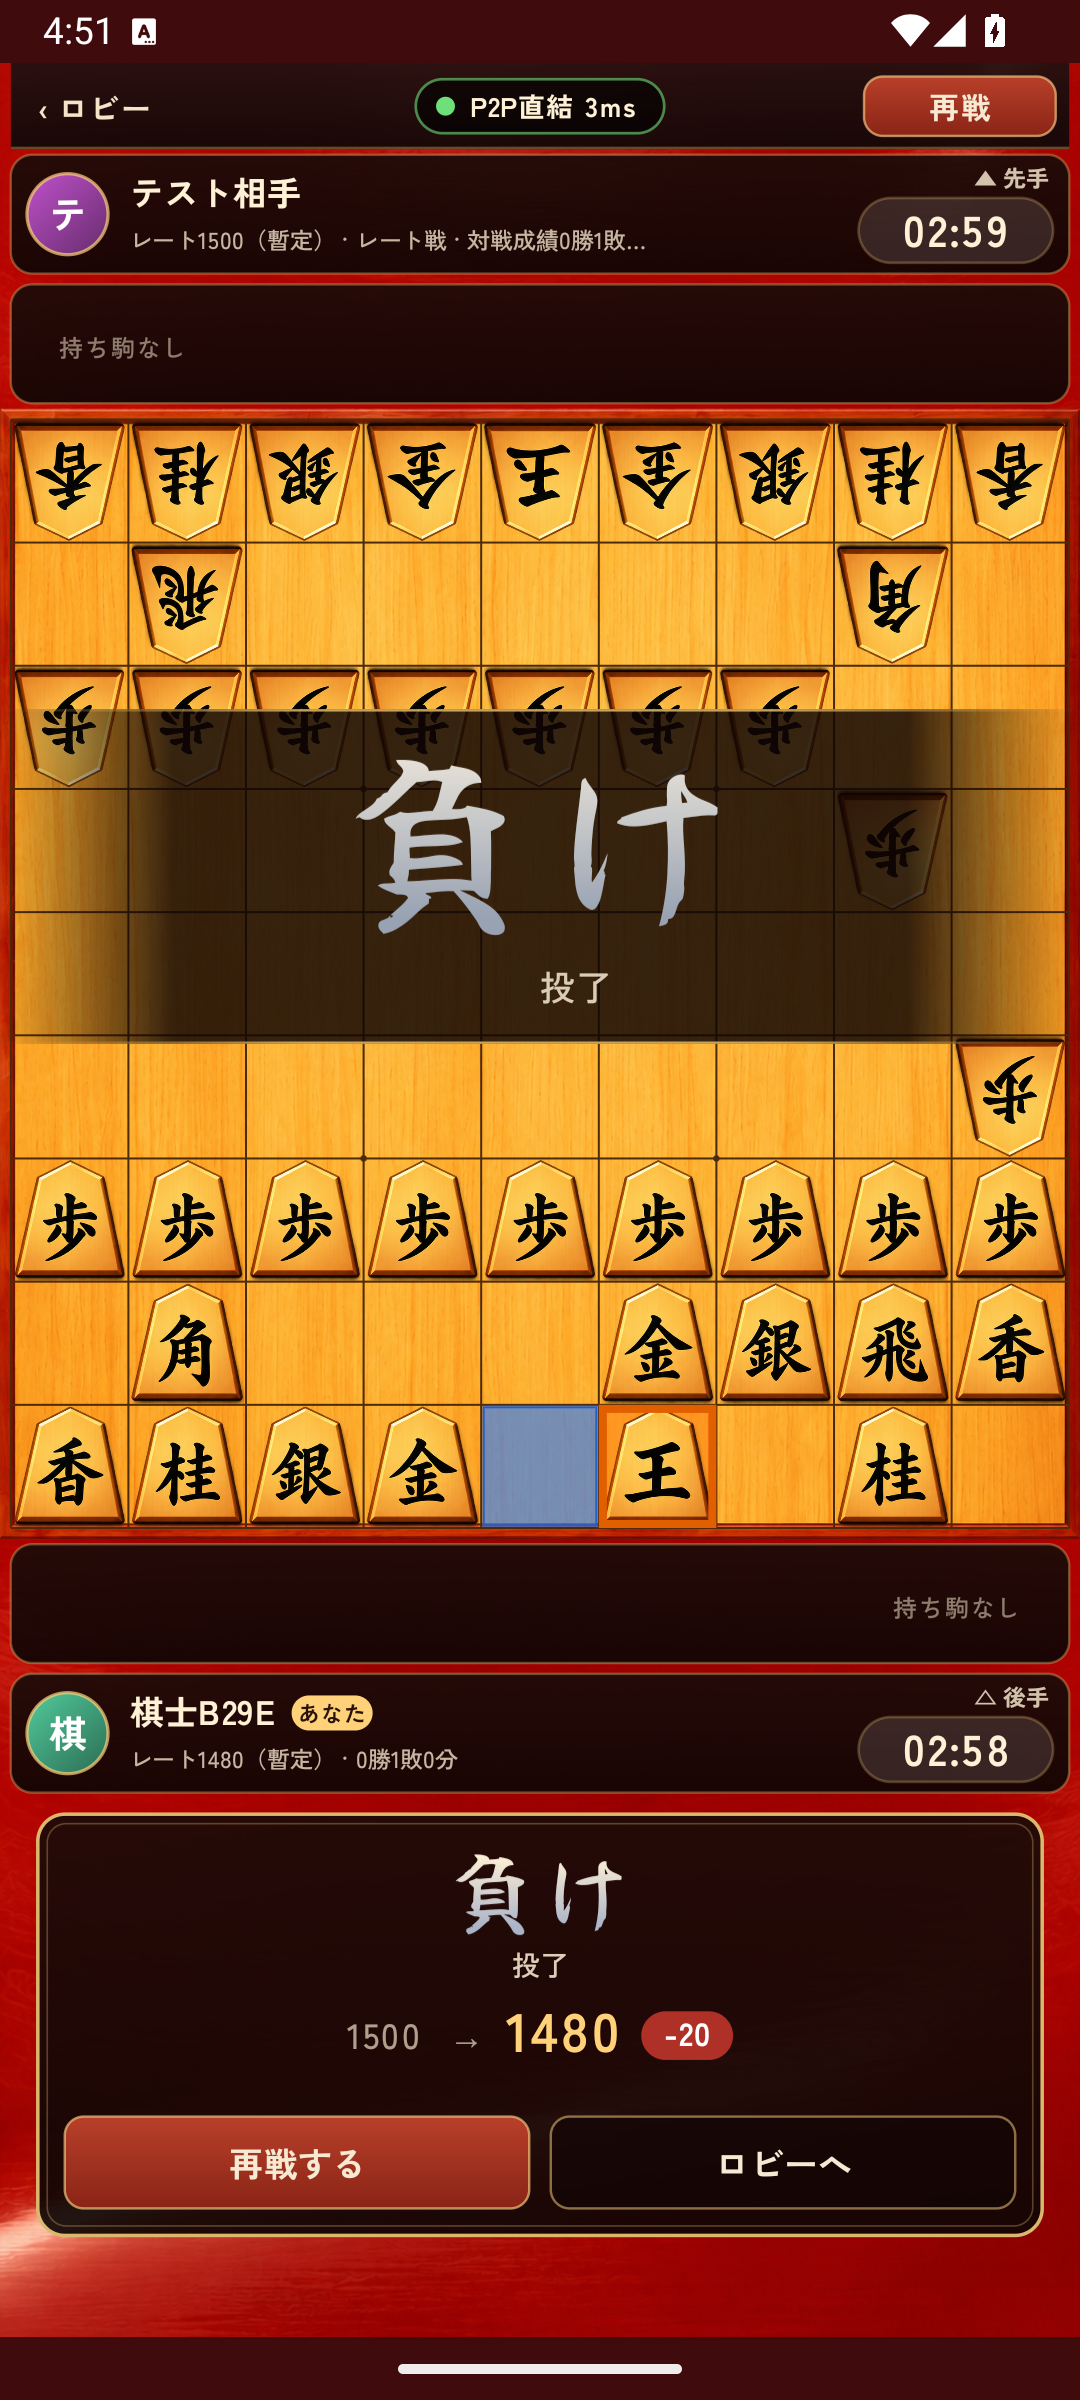 4:51 A
‹ ロビー P2P直結 3ms 再戦
テ テスト相手 ▲ 先手
レート1500（暫定）· レート戦 · 対戦成績0勝1敗… 02:59
持ち駒なし
香 桂 銀 金 玉 金 銀 桂 香
飛 角
歩 歩 歩 歩 歩 歩 歩
歩
負け
投了
歩
歩 歩 歩 歩 歩 歩 歩 歩 歩
角 金 銀 飛 香
香 桂 銀 金 王 桂
持ち駒なし
棋 棋士B29E あなた △ 後手
レート1480（暫定）· 0勝1敗0分 02:58
負け
投了
1500 → 1480 -20
再戦する ロビーへ